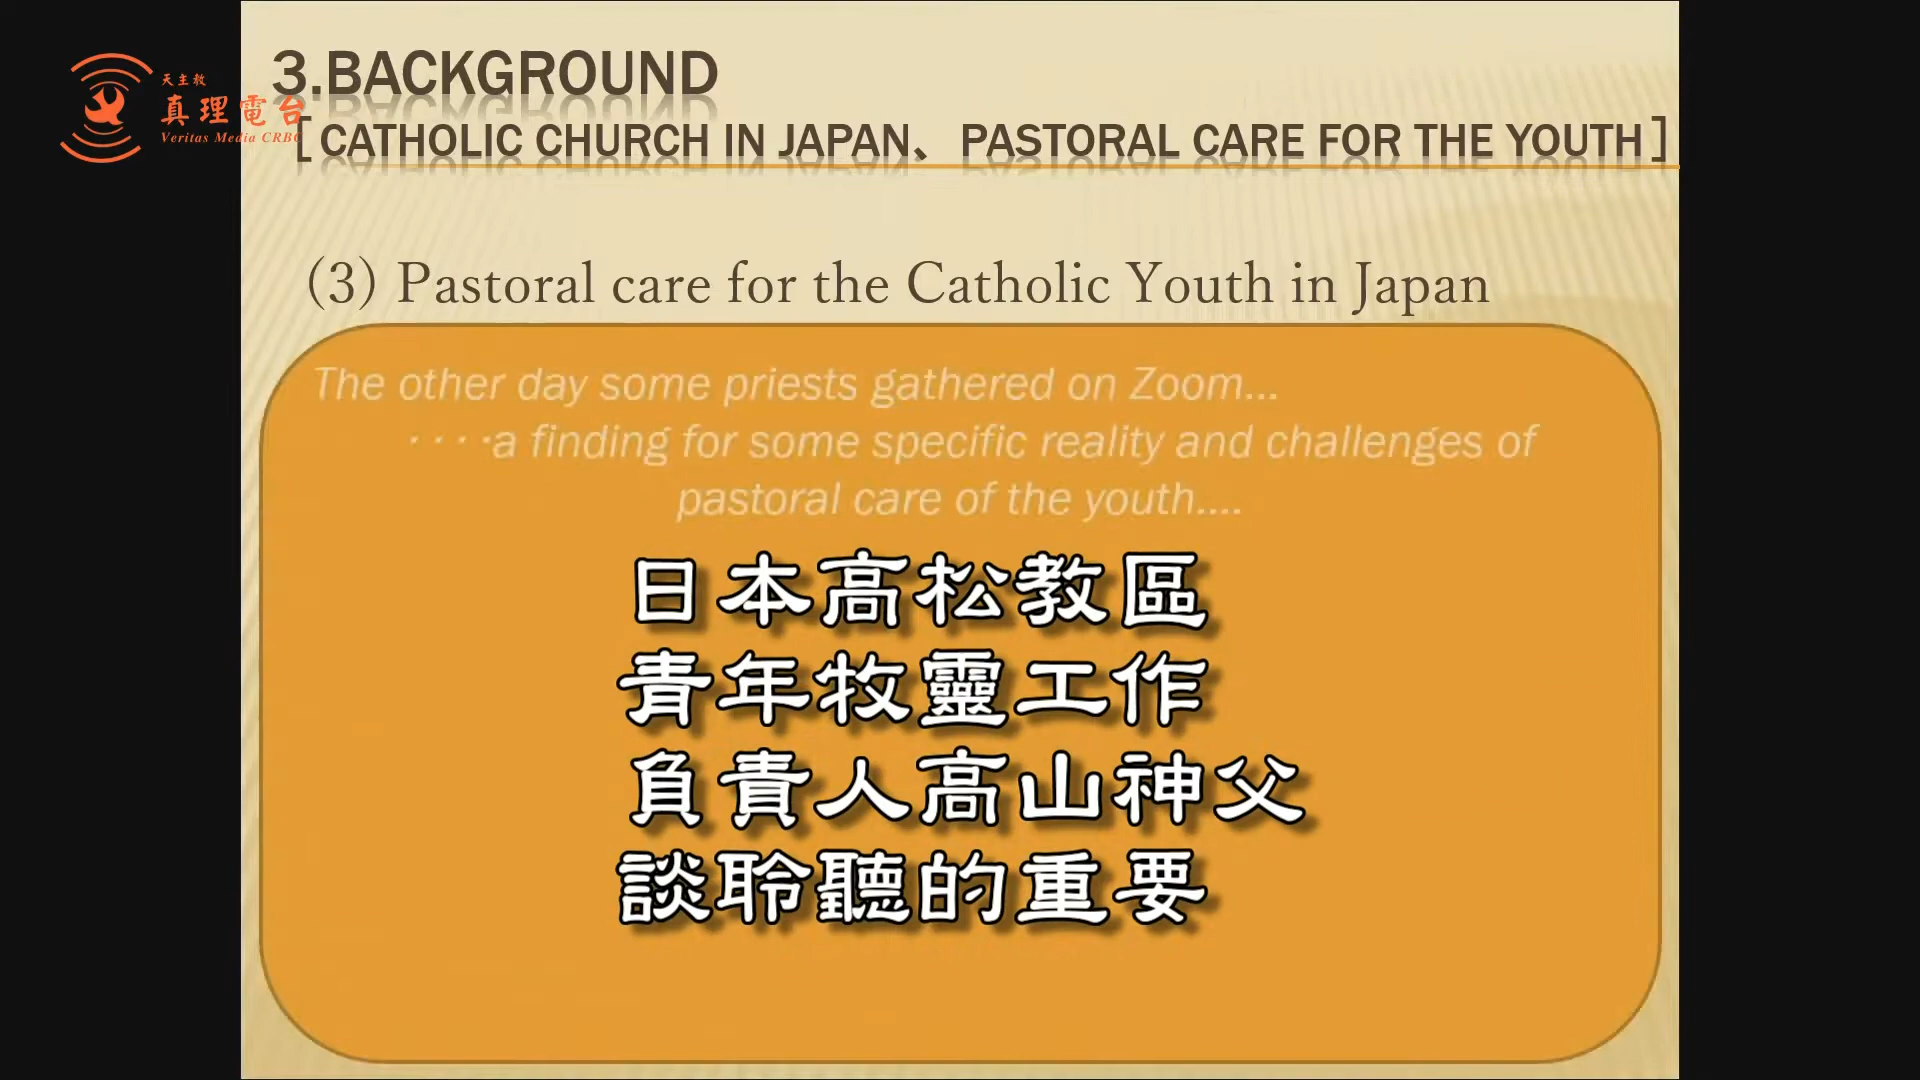 天主教
真理電台
Veritas Media CRBC
3.BACKGROUND
[CATHOLIC CHURCH IN JAPAN、PASTORAL CARE FOR THE YOUTH]
(3) Pastoral care for the Catholic Youth in Japan
The other day some priests gathered on Zoom...
····a finding for some specific reality and challenges of
pastoral care of the youth....
日本高松教區
青年牧靈工作
負責人高山神父
談聆聽的重要